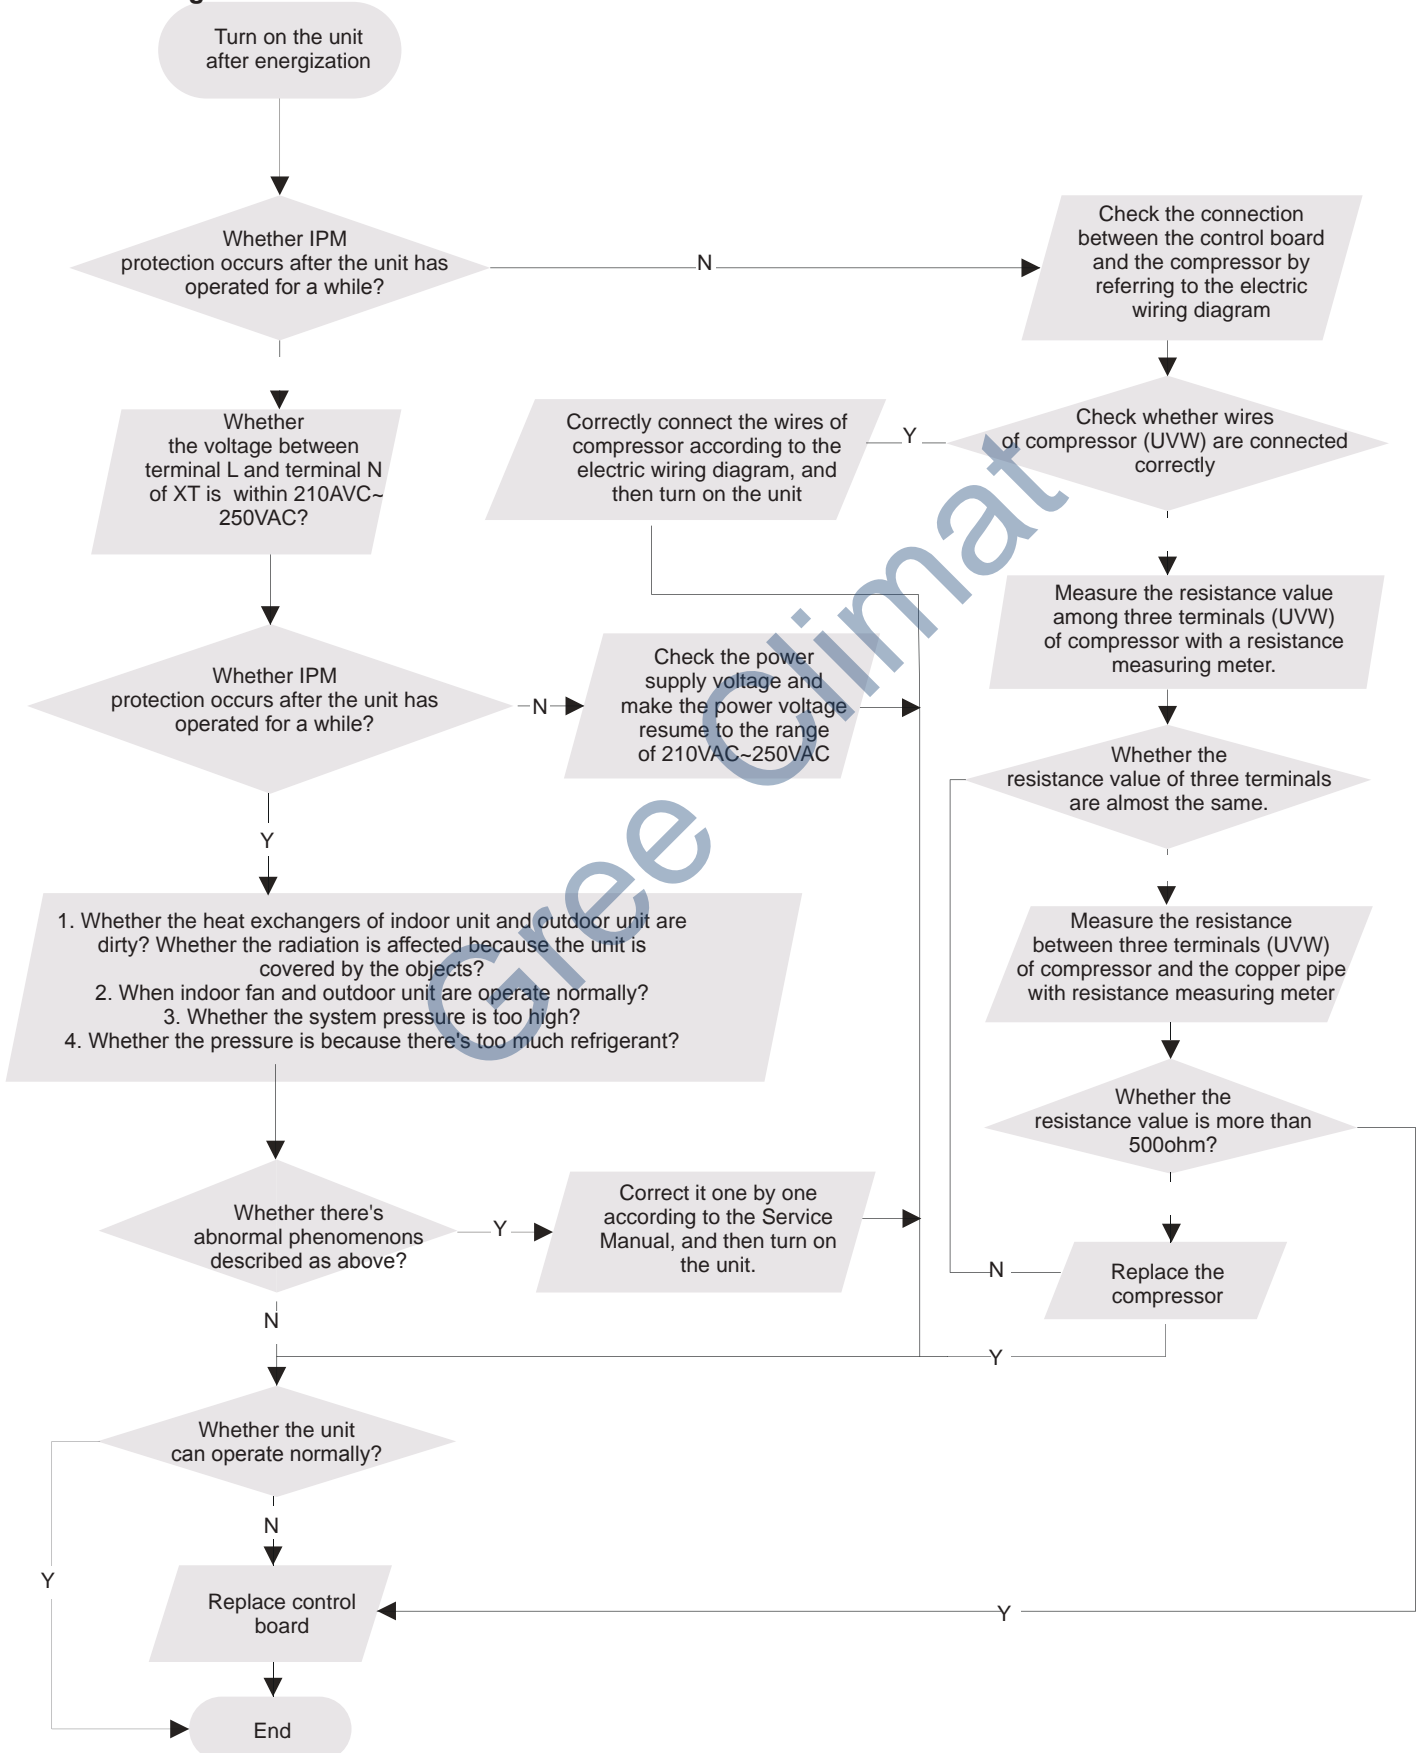 g
Turn on the unit
after energization
Whether IPM
protection occurs after the unit has
operated for a while?
N
Check the connection
between the control board
and the compressor by
referring to the electric
wiring diagram
Whether
the voltage between
terminal L and terminal N
of XT is within 210AVC~
250VAC?
Correctly connect the wires of
compressor according to the
electric wiring diagram, and
then turn on the unit
Y
Check whether wires
of compressor (UVW) are connected
correctly
Measure the resistance value
among three terminals (UVW)
of compressor with a resistance
measuring meter.
Whether IPM
protection occurs after the unit has
operated for a while?
N
Check the power
supply voltage and
make the power voltage
resume to the range
of 210VAC~250VAC
Whether the
resistance value of three terminals
are almost the same.
Y
1. Whether the heat exchangers of indoor unit and outdoor unit are
dirty? Whether the radiation is affected because the unit is
covered by the objects?
2. When indoor fan and outdoor unit are operate normally?
3. Whether the system pressure is too high?
4. Whether the pressure is because there's too much refrigerant?
Measure the resistance
between three terminals (UVW)
of compressor and the copper pipe
with resistance measuring meter
Whether the
resistance value is more than
500ohm?
Whether there's
abnormal phenomenons
described as above?
Y
Correct it one by one
according to the Service
Manual, and then turn on
the unit.
N
Replace the
compressor
N
Y
Whether the unit
can operate normally?
N
Y
Replace control
board
Y
End
Gree Climat